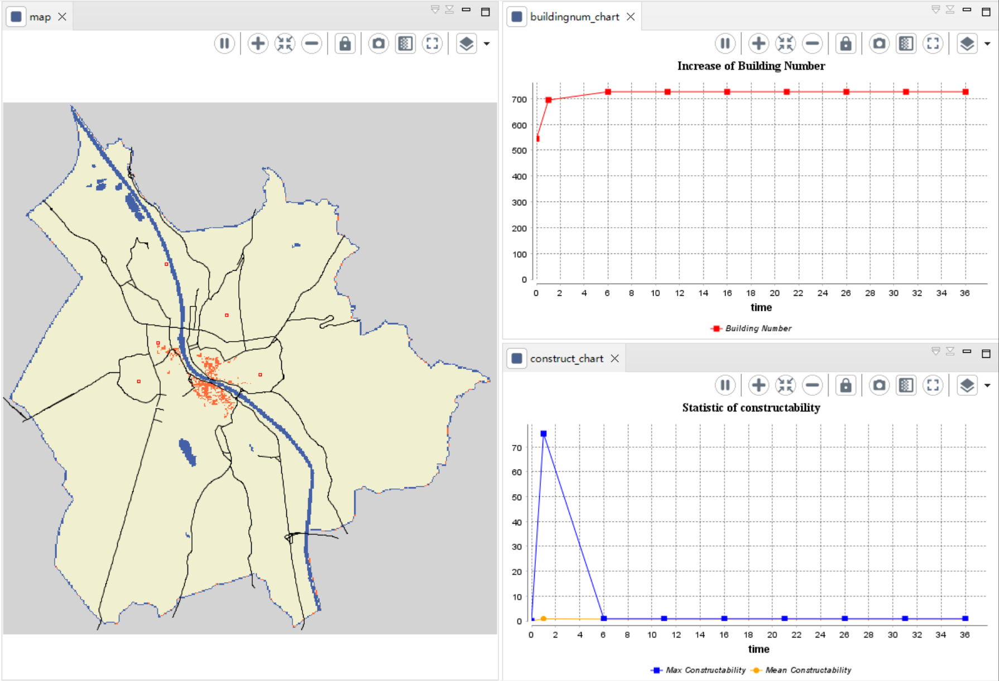 map
buildingnum_chart
Increase of Building Number
700
600
500
400
300
200
100
0
0 2 4 6 8 10 12 14 16 18 20 22 24 26 28 30 32 34 36
time
Building Number
construct_chart
Statistic of constructability
70
60
50
40
30
20
10
0
0 2 4 6 8 10 12 14 16 18 20 22 24 26 28 30 32 34 36
time
Max Constructability Mean Constructability